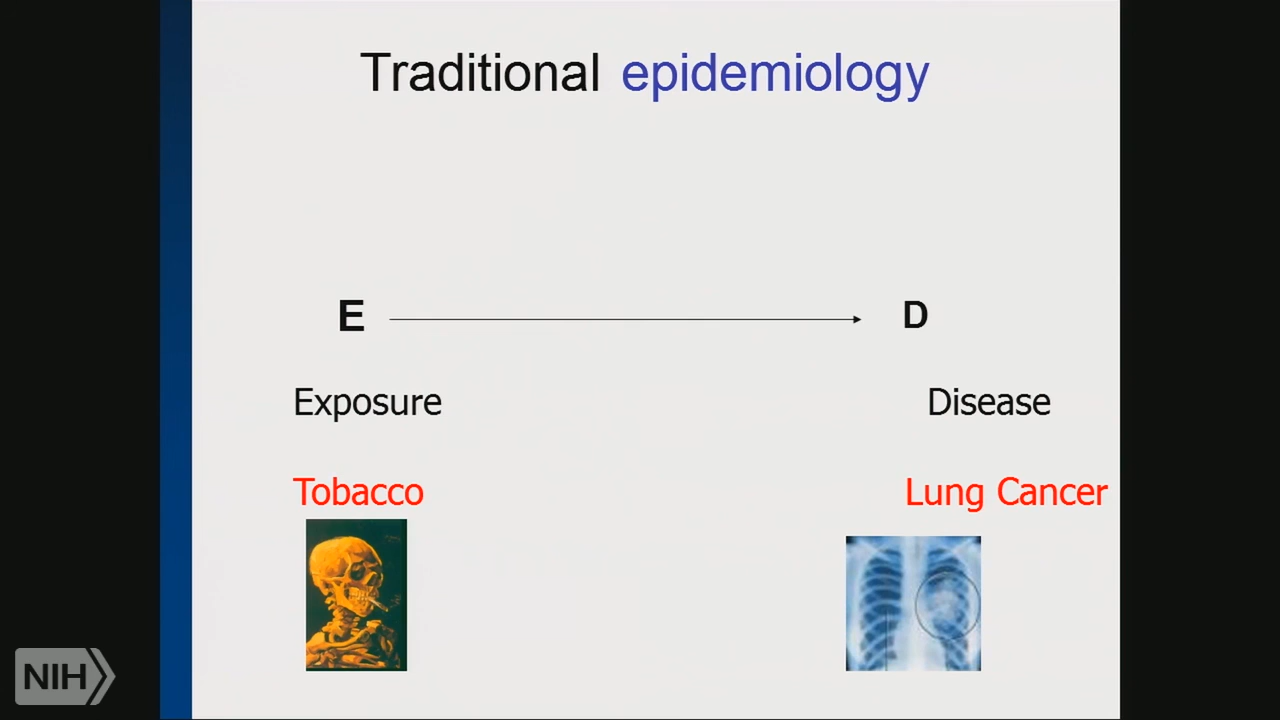 Traditional epidemiology
E D
Exposure Disease
Tobacco Lung Cancer
NIH